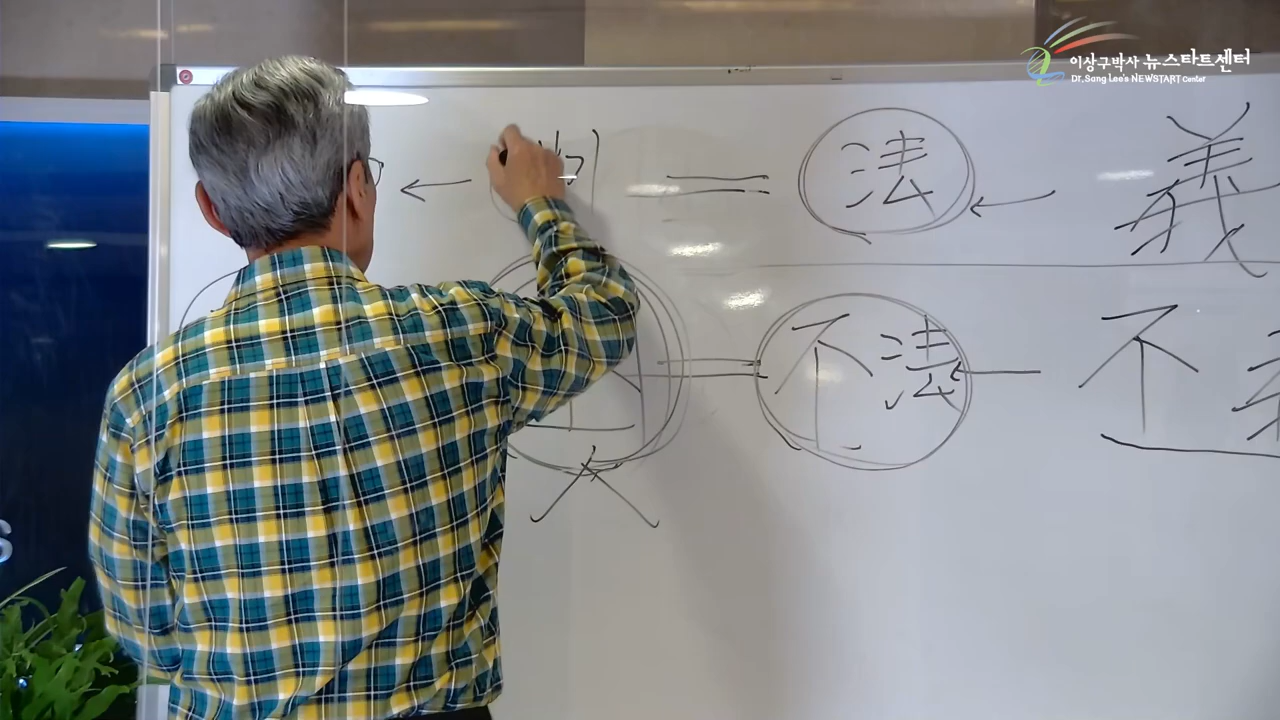 이상구박사 뉴스타트센터
Dr. Sang Lee's NEWSTART Center
← = 法 ← 義
= 不法 ← 不
人
S